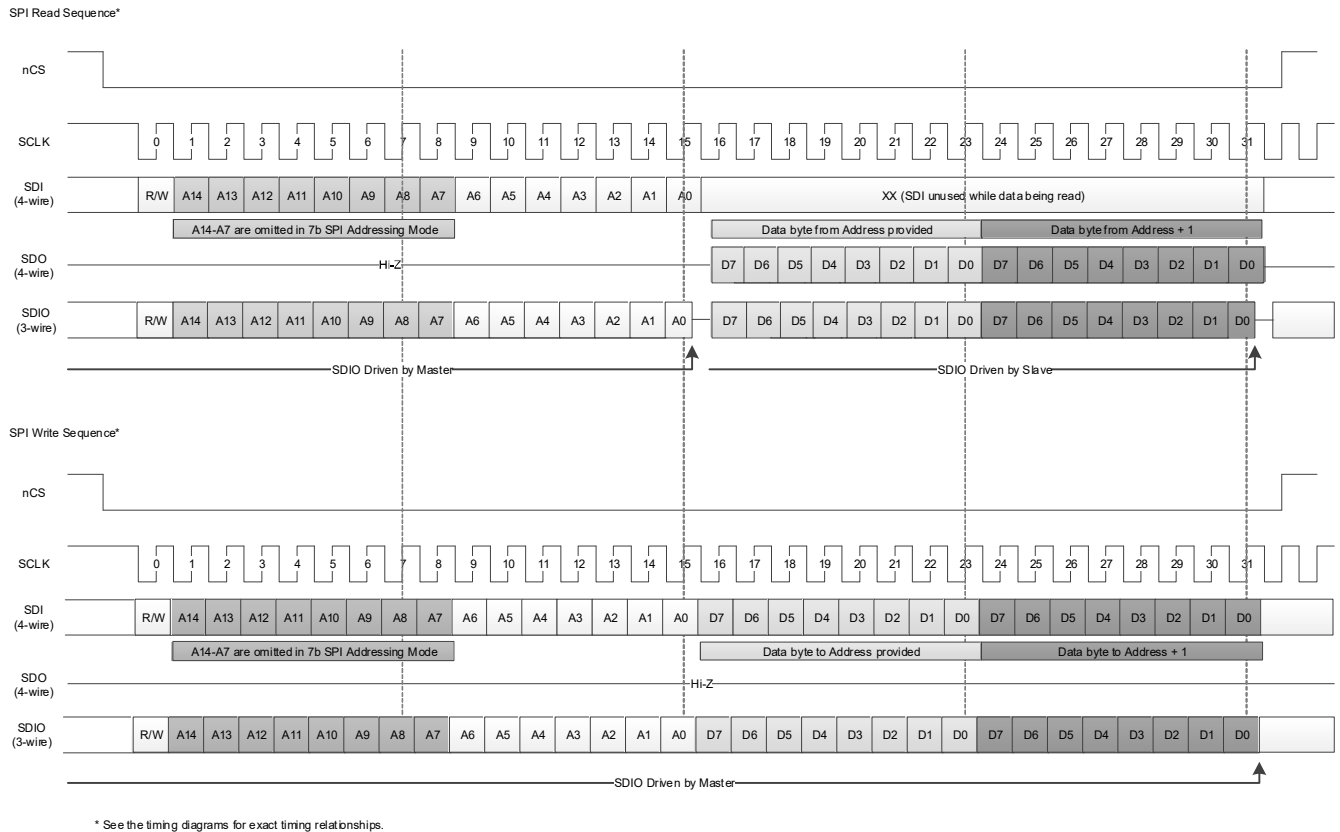 SPI Read Sequence*
nCS
SCLK 0 1 2 3 4 5 6 7 8 9 10 11 12 13 14 15 16 17 18 19 20 21 22 23 24 25 26 27 28 29 30 31
SDI
(4-wire)
R/W A14 A13 A12 A11 A10 A9 A8 A7 A6 A5 A4 A3 A2 A1 A0 XX (SDI unused while data being read)
A14-A7 are omitted in 7b SPI Addressing Mode Data byte from Address provided Data byte from Address + 1
SDO
(4-wire)
Hi-Z D7 D6 D5 D4 D3 D2 D1 D0 D7 D6 D5 D4 D3 D2 D1 D0
SDIO
(3-wire)
R/W A14 A13 A12 A11 A10 A9 A8 A7 A6 A5 A4 A3 A2 A1 A0 D7 D6 D5 D4 D3 D2 D1 D0 D7 D6 D5 D4 D3 D2 D1 D0
SDIO Driven by Master SDIO Driven by Slave
SPI Write Sequence*
nCS
SCLK 0 1 2 3 4 5 6 7 8 9 10 11 12 13 14 15 16 17 18 19 20 21 22 23 24 25 26 27 28 29 30 31
SDI
(4-wire)
R/W A14 A13 A12 A11 A10 A9 A8 A7 A6 A5 A4 A3 A2 A1 A0 D7 D6 D5 D4 D3 D2 D1 D0 D7 D6 D5 D4 D3 D2 D1 D0
A14-A7 are omitted in 7b SPI Addressing Mode Data byte to Address provided Data byte to Address + 1
SDO
(4-wire)
Hi-Z
SDIO
(3-wire)
R/W A14 A13 A12 A11 A10 A9 A8 A7 A6 A5 A4 A3 A2 A1 A0 D7 D6 D5 D4 D3 D2 D1 D0 D7 D6 D5 D4 D3 D2 D1 D0
SDIO Driven by Master
* See the timing diagrams for exact timing relationships.